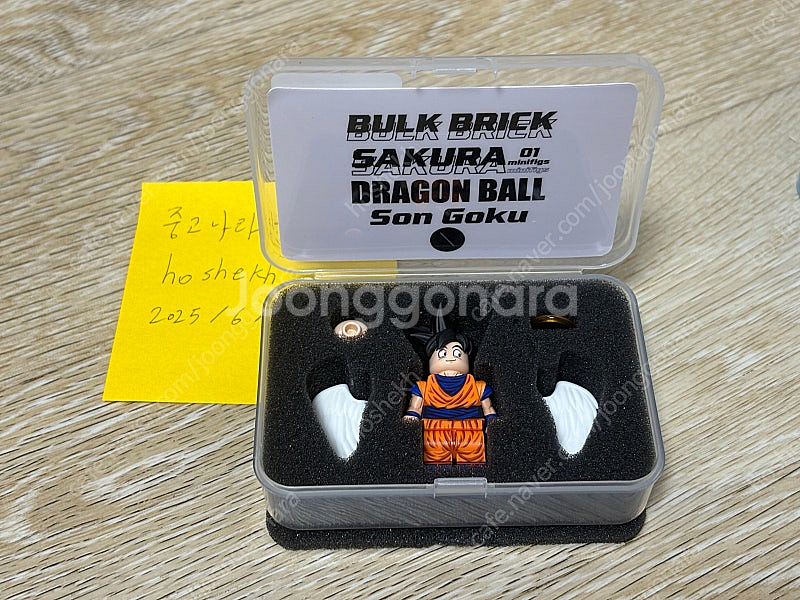 BULK BRICK
SAKURA 01 minifigs
DRAGON BALL
Son Goku
중고나라
hoshekh
2025/6/
Joonggonara